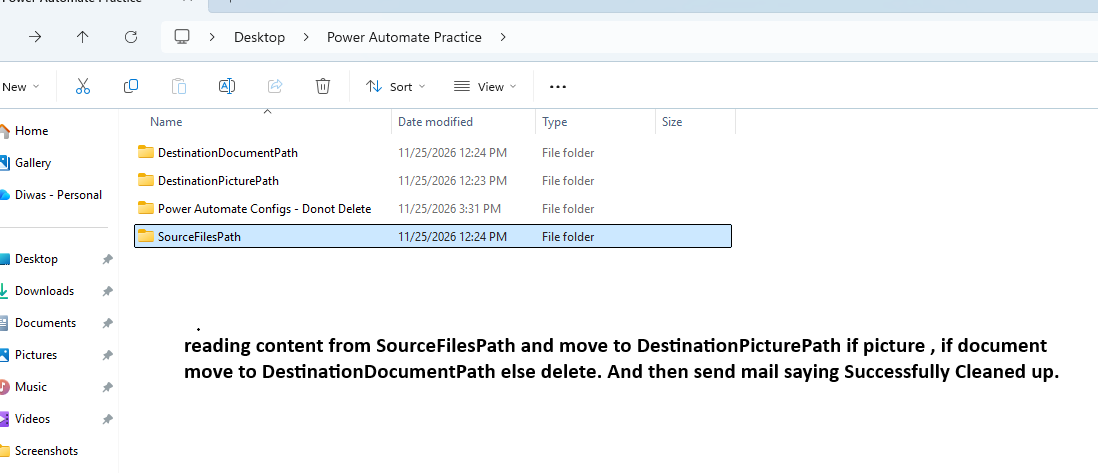 Desktop > Power Automate Practice >
New Sort View ...
Name Date modified Type Size
Home
Gallery
Diwas - Personal
DestinationDocumentPath 11/25/2026 12:24 PM File folder
DestinationPicturePath 11/25/2026 12:23 PM File folder
Power Automate Configs - Donot Delete 11/25/2026 3:31 PM File folder
SourceFilesPath 11/25/2026 12:24 PM File folder
Desktop
Downloads
Documents
Pictures
Music
Videos
Screenshots
.
reading content from SourceFilesPath and move to DestinationPicturePath if picture , if document
move to DestinationDocumentPath else delete. And then send mail saying Successfully Cleaned up.